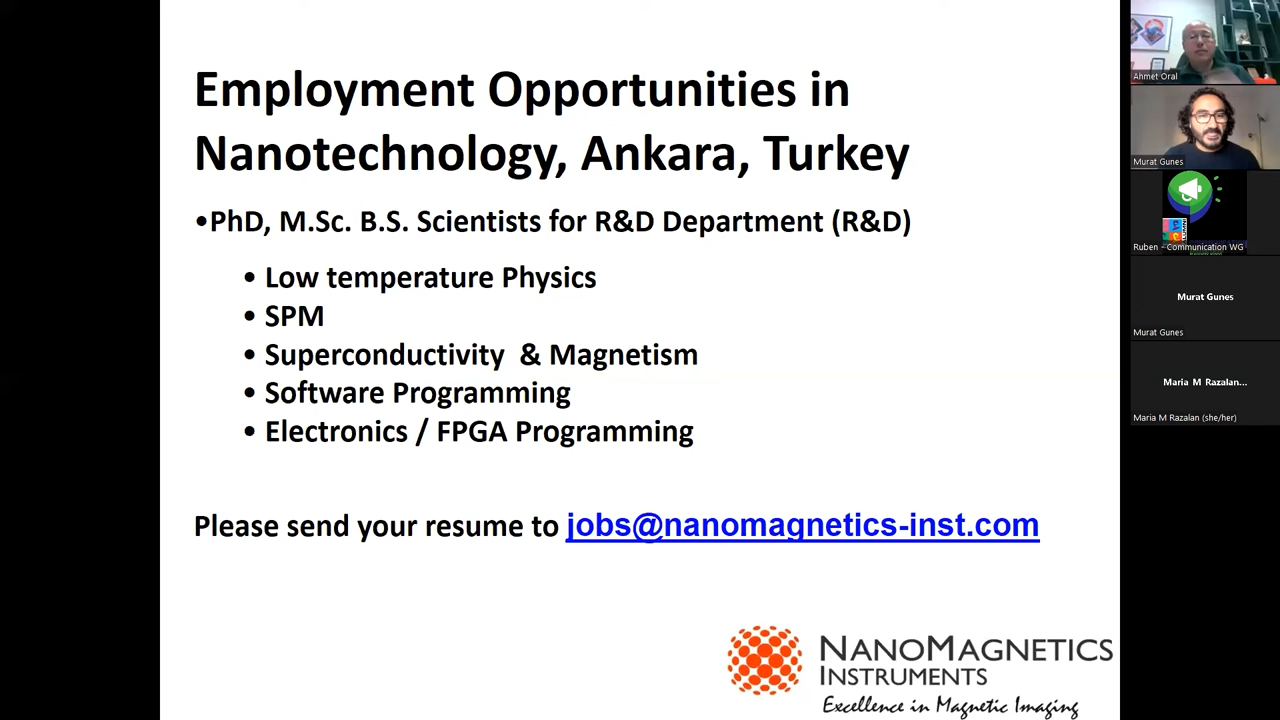 Employment Opportunities in
Nanotechnology, Ankara, Turkey
•PhD, M.Sc. B.S. Scientists for R&D Department (R&D)
• Low temperature Physics
• SPM
• Superconductivity & Magnetism
• Software Programming
• Electronics / FPGA Programming
Please send your resume to jobs@nanomagnetics-inst.com
NANOMAGNETICS
INSTRUMENTS
Excellence in Magnetic Imaging
Ahmet Oral
Murat Gunes
Ruben - Communication WG
Murat Gunes
Murat Gunes
Maria M Razalan...
Maria M Razalan (she/her)